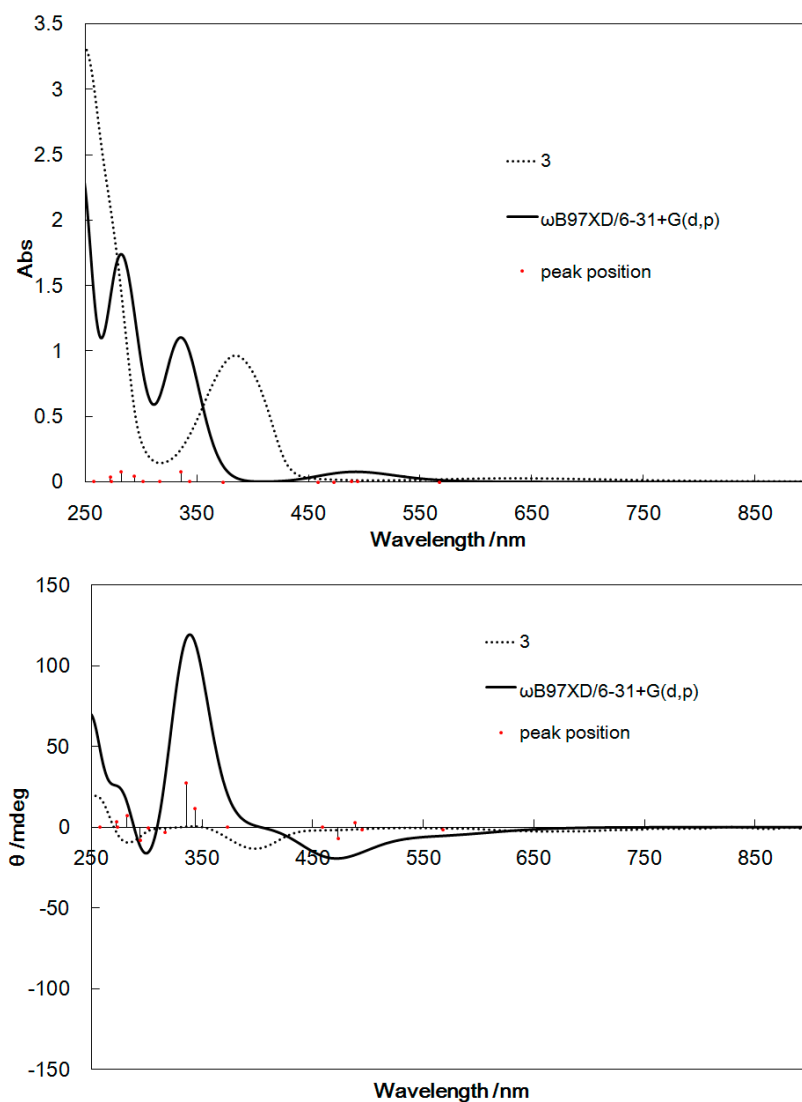 3.5
3
2.5
2
1.5
1
0.5
0
Abs
3
ωB97XD/6-31+G(d,p)
peak position
250 350 450 550 650 750 850
Wavelength /nm
150
100
50
0
-50
-100
-150
θ /mdeg
3
ωB97XD/6-31+G(d,p)
peak position
250 350 450 550 650 750 850
Wavelength /nm